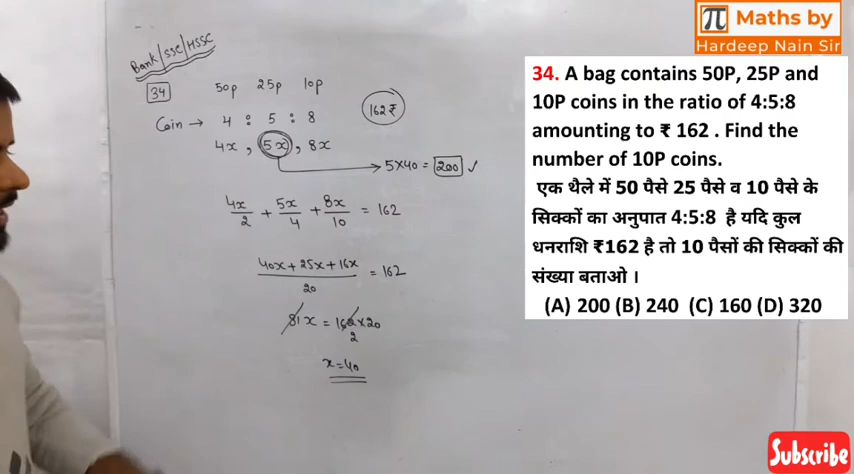 Maths by
Hardeep Nain Sir
Bank/SSC/HSSC
34
50p 25p 10p
162₹
Coin → 4 : 5 : 8
4x, 5x, 8x
5×40 = 200 ✓
4x/2 + 5x/4 + 8x/10 = 162
40x + 25x + 16x / 20 = 162
81x = 162×20
2
x = 40
34. A bag contains 50P, 25P and
10P coins in the ratio of 4:5:8
amounting to ₹ 162 . Find the
number of 10P coins.
एक थैले में 50 पैसे 25 पैसे व 10 पैसे के
सिक्कों का अनुपात 4:5:8 है यदि कुल
धनराशि ₹162 है तो 10 पैसों की सिक्कों की
संख्या बताओ ।
(A) 200 (B) 240 (C) 160 (D) 320
Subscribe